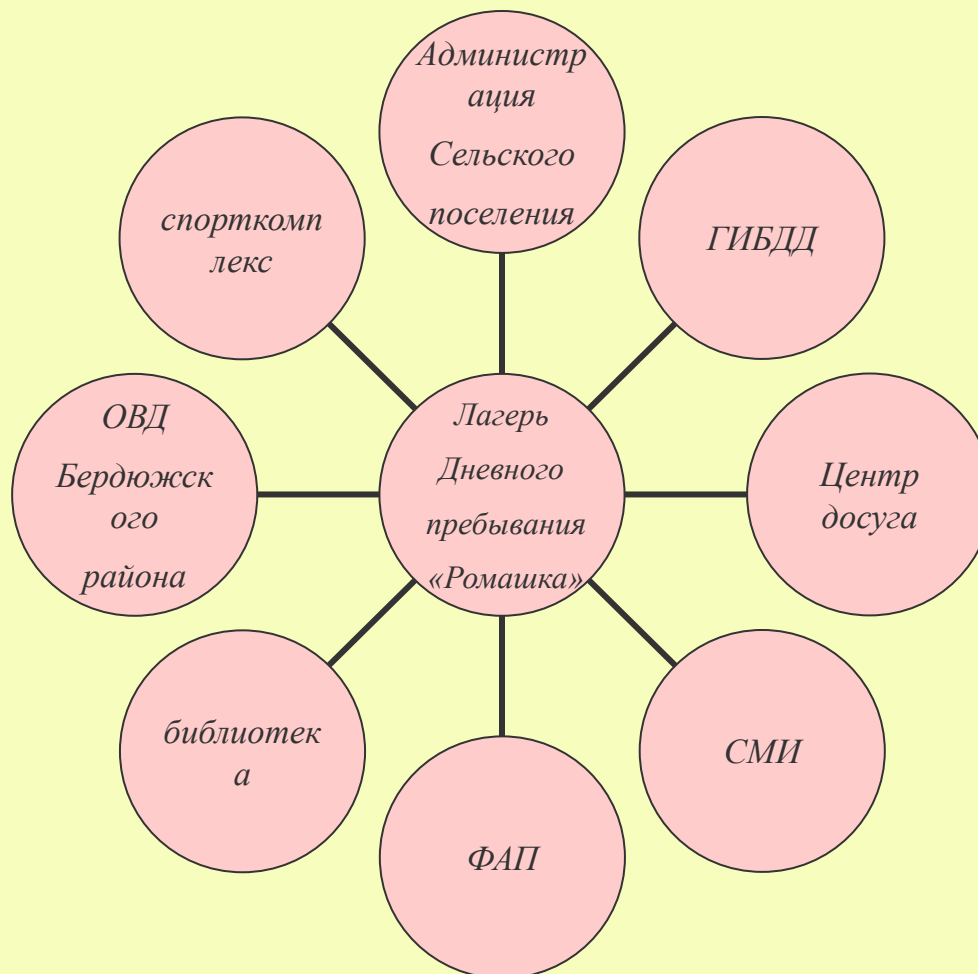 Администр
ация
Сельского
поселения
ГИБДД
Центр
досуга
СМИ
ФАП
библиотек
а
ОВД
Бердюжск
ого
района
спорткомп
лекс
Лагерь
Дневного
пребывания
«Ромашка»